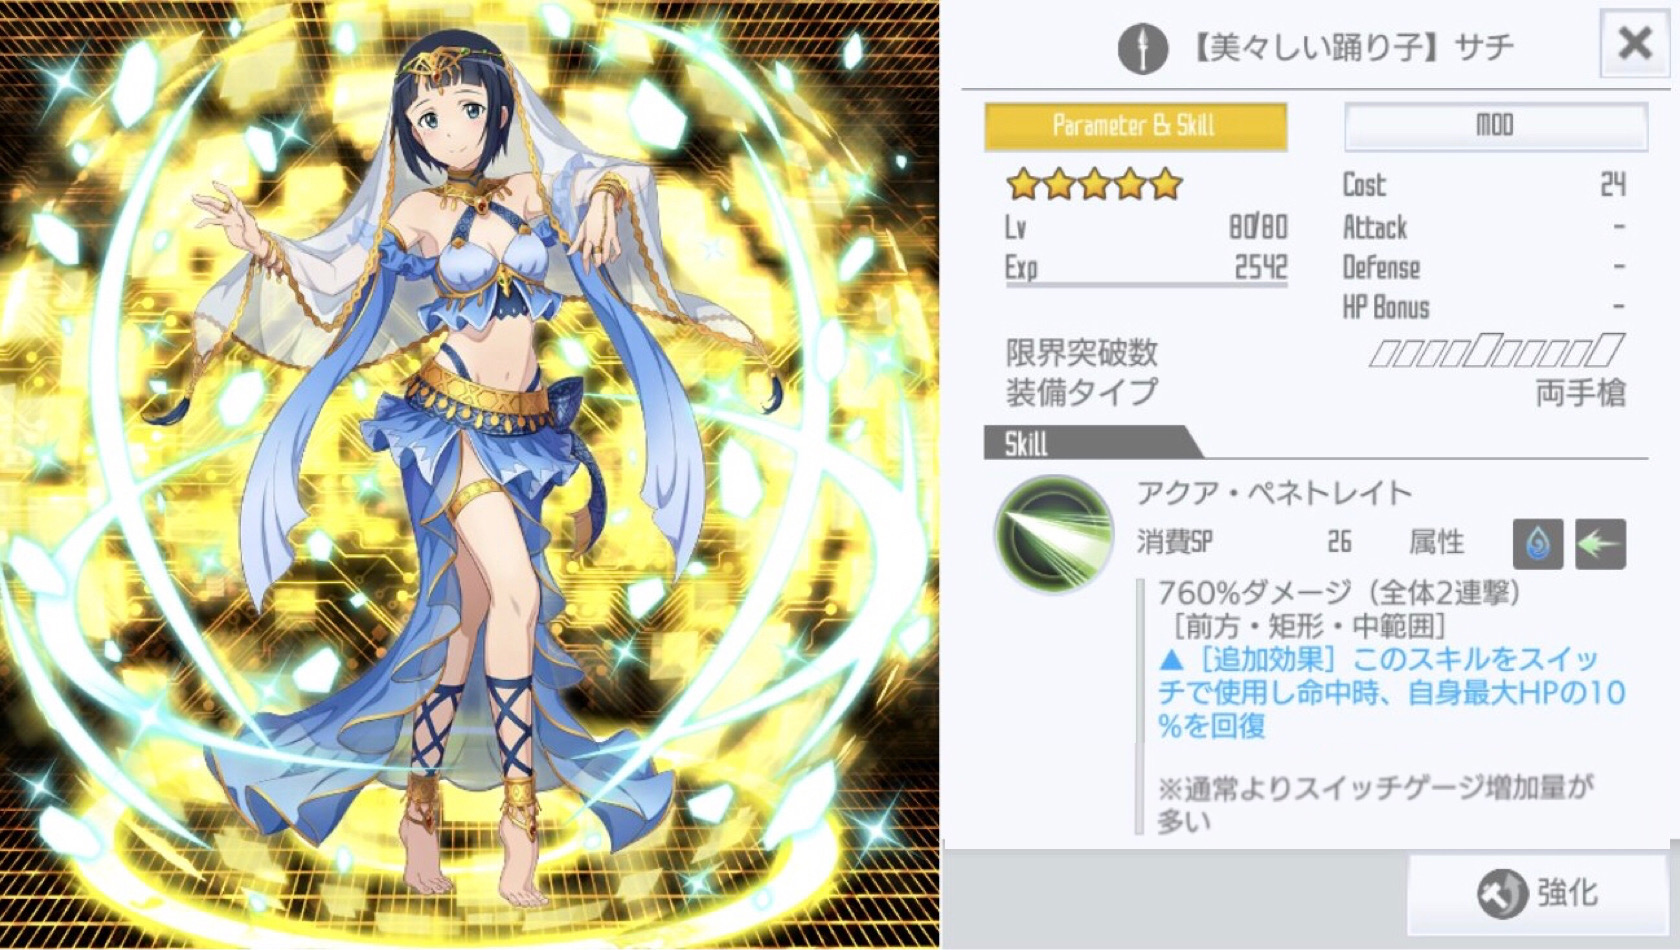 【美々しい踊り子】サチ
Parameter & Skill
MOD
Cost 24
Lv 80/80
Attack -
Exp 2542
Defense -
HP Bonus -
限界突破数
装備タイプ 両手槍
Skill
アクア・ペネトレイト
消費SP 26 属性
760%ダメージ（全体2連撃）
［前方・矩形・中範囲］
▲［追加効果］このスキルをスイッ
チで使用し命中時、自身最大HPの10
%を回復
※通常よりスイッチゲージ増加量が
多い
強化